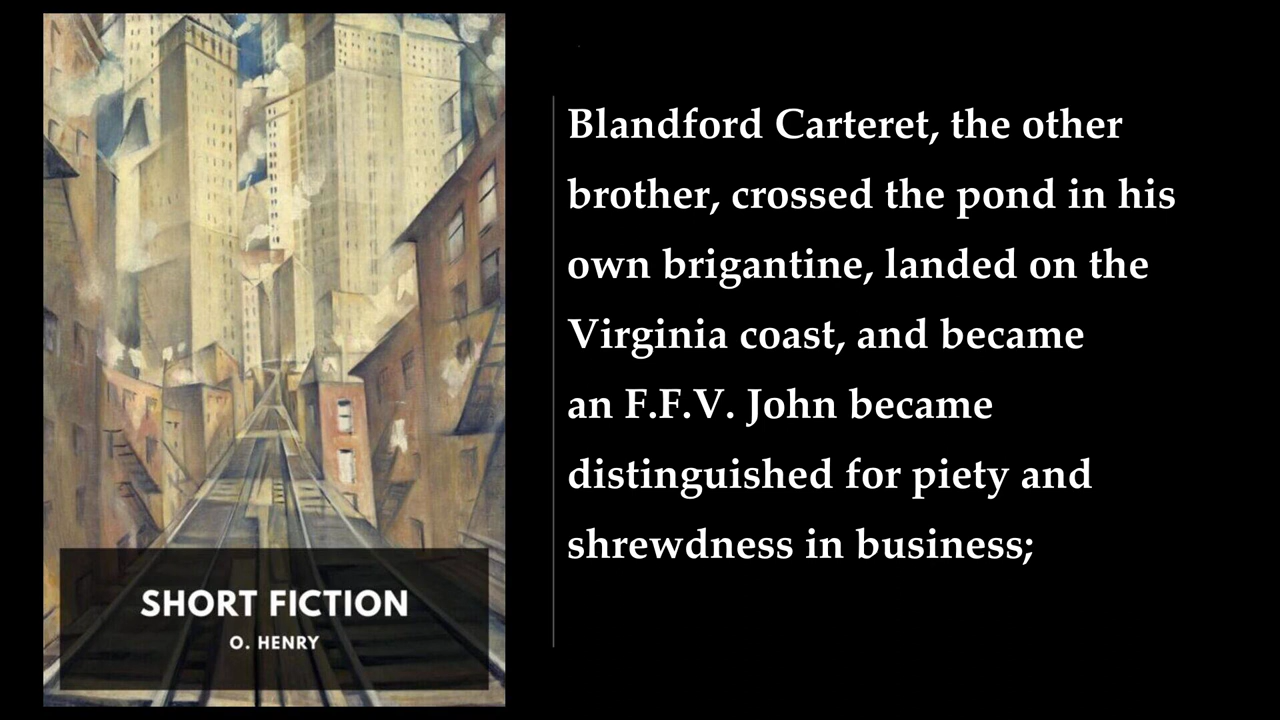 Blandford Carteret, the other
brother, crossed the pond in his
own brigantine, landed on the
Virginia coast, and became
an F.F.V. John became
distinguished for piety and
shrewdness in business;
SHORT FICTION
O. HENRY